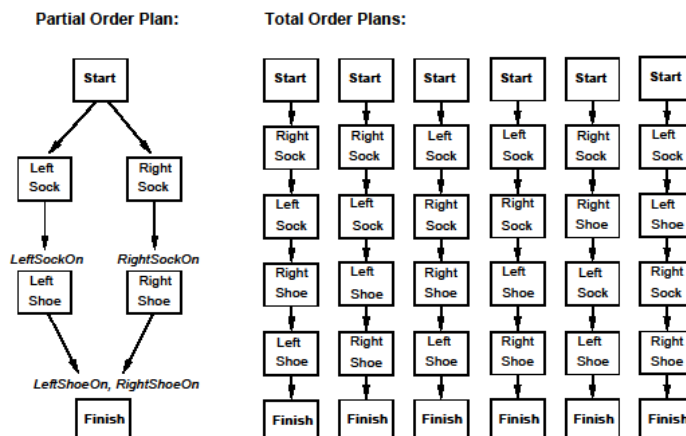 Partial Order Plan:
Total Order Plans:
Start
Left
Sock
Right
Sock
LeftSockOn
RightSockOn
Left
Shoe
Right
Shoe
LeftShoeOn, RightShoeOn
Finish
Start
Right
Sock
Left
Sock
Right
Shoe
Left
Shoe
Finish
Start
Right
Sock
Left
Sock
Left
Shoe
Right
Shoe
Finish
Start
Left
Sock
Right
Sock
Right
Shoe
Left
Shoe
Finish
Start
Left
Sock
Right
Sock
Left
Shoe
Right
Shoe
Finish
Start
Right
Sock
Right
Shoe
Left
Sock
Left
Shoe
Finish
Start
Left
Sock
Left
Shoe
Right
Sock
Right
Shoe
Finish